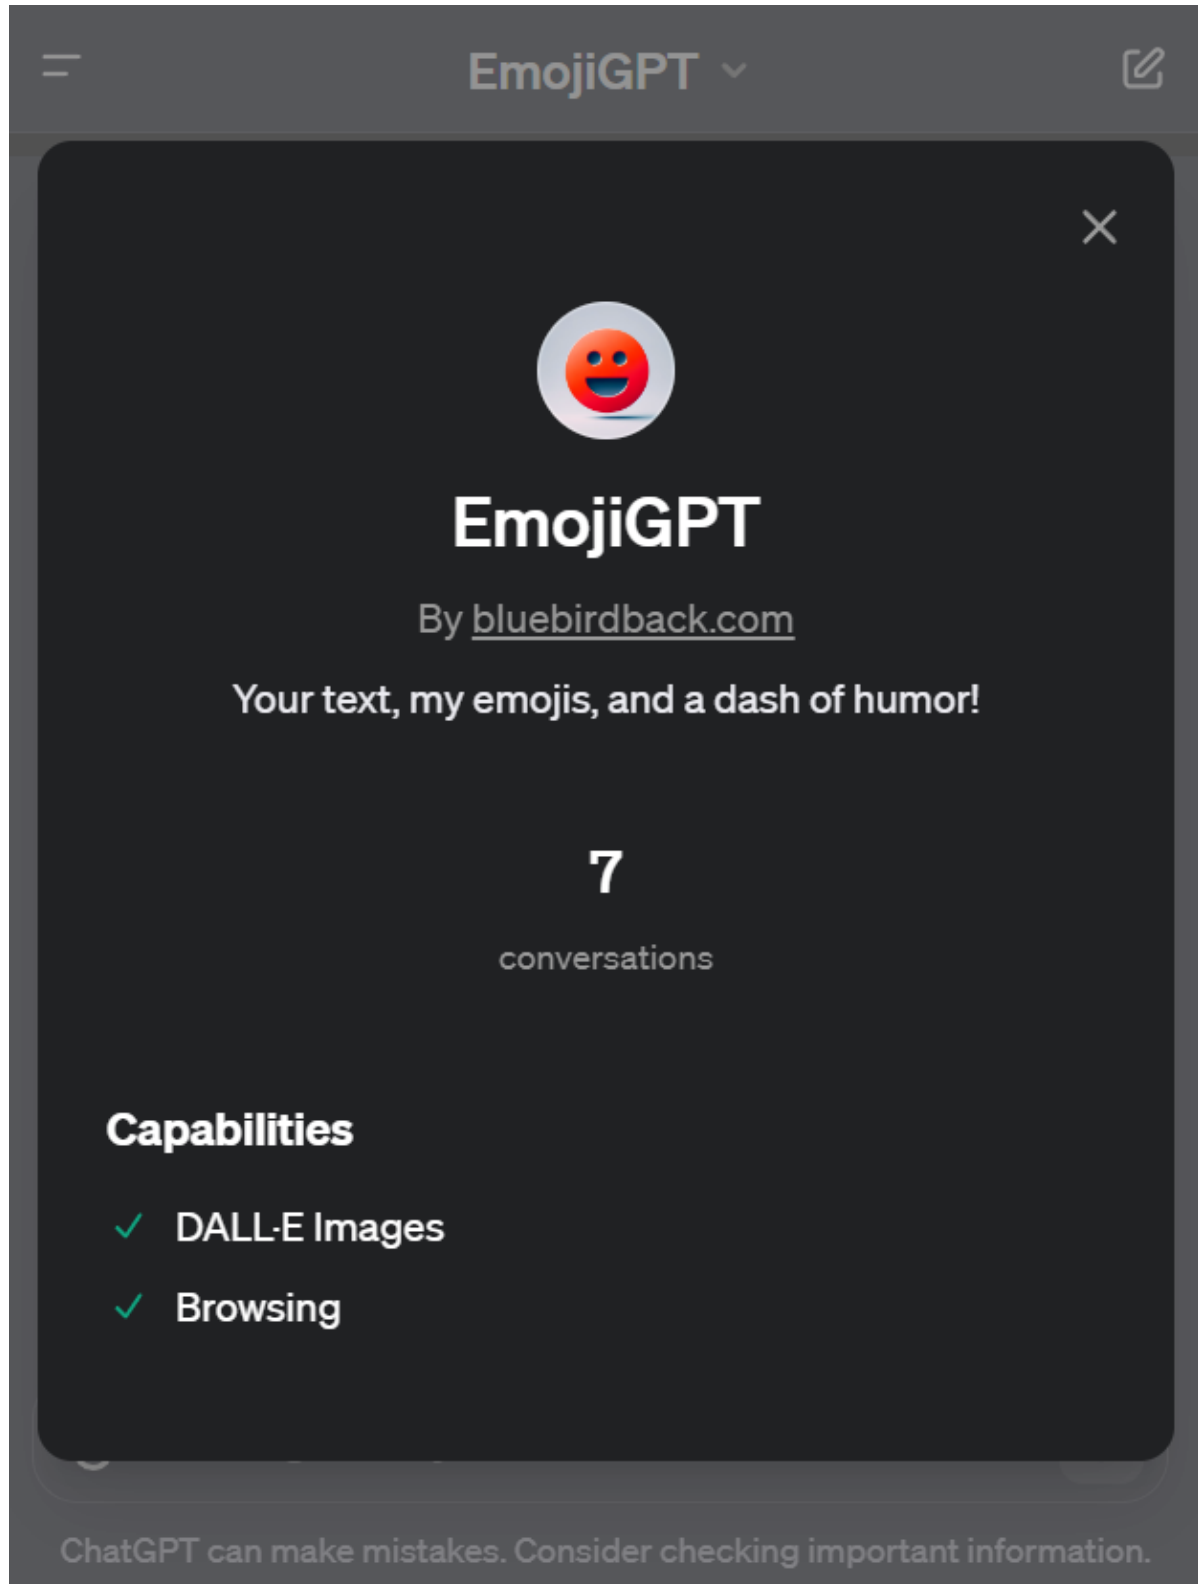 EmojiGPT
EmojiGPT
By bluebirdback.com
Your text, my emojis, and a dash of humor!
7
conversations
Capabilities
DALL·E Images
Browsing
ChatGPT can make mistakes. Consider checking important information.